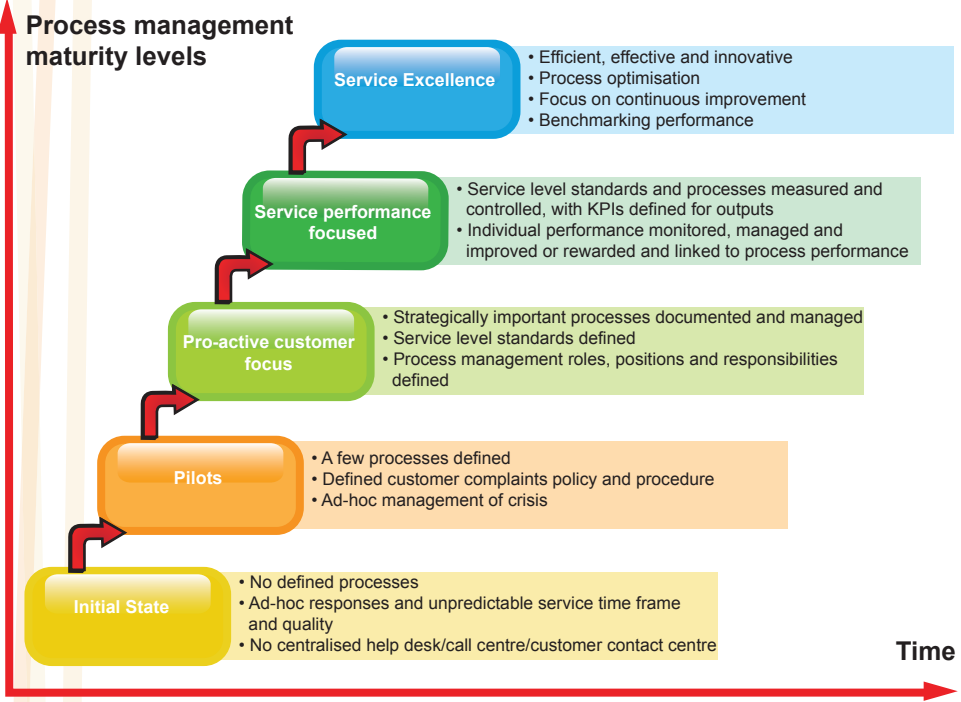 Process management
maturity levels
Service Excellence
• Efficient, effective and innovative
• Process optimisation
• Focus on continuous improvement
• Benchmarking performance
Service performance
focused
• Service level standards and processes measured and
controlled, with KPIs defined for outputs
• Individual performance monitored, managed and
improved or rewarded and linked to process performance
Pro-active customer
focus
• Strategically important processes documented and managed
• Service level standards defined
• Process management roles, positions and responsibilities
defined
Pilots
• A few processes defined
• Defined customer complaints policy and procedure
• Ad-hoc management of crisis
Initial State
• No defined processes
• Ad-hoc responses and unpredictable service time frame
and quality
• No centralised help desk/call centre/customer contact centre
Time